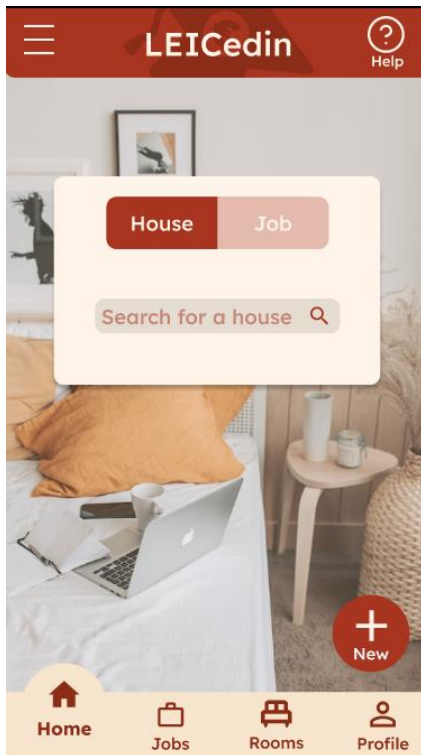 LEICedin
Help
House Job
Search for a house
New
Home
Jobs
Rooms
Profile